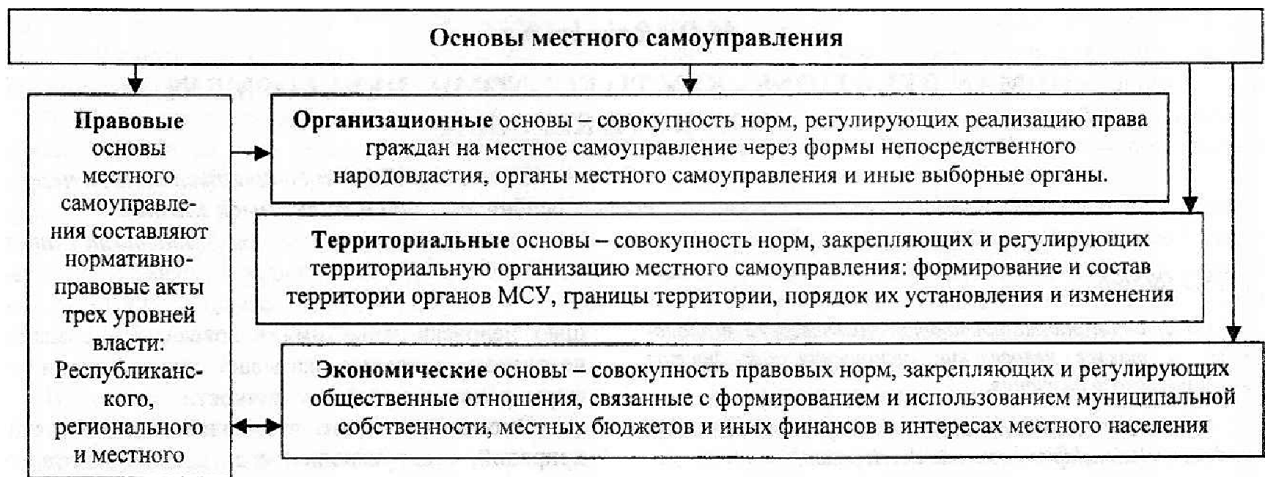 Основы местного самоуправления
Правовые
основы
местного
самоуправле-
ния составляют
нормативно-
правовые акты
трех уровней
власти:
Республиканс-
кого,
регионального
и местного
Организационные основы – совокупность норм, регулирующих реализацию права
граждан на местное самоуправление через формы непосредственного
народовластия, органы местного самоуправления и иные выборные органы.
Территориальные основы – совокупность норм, закрепляющих и регулирующих
территориальную организацию местного самоуправления: формирование и состав
территории органов МСУ, границы территории, порядок их установления и изменения
Экономические основы – совокупность правовых норм, закрепляющих и регулирующих
общественные отношения, связанные с формированием и использованием муниципальной
собственности, местных бюджетов и иных финансов в интересах местного населения